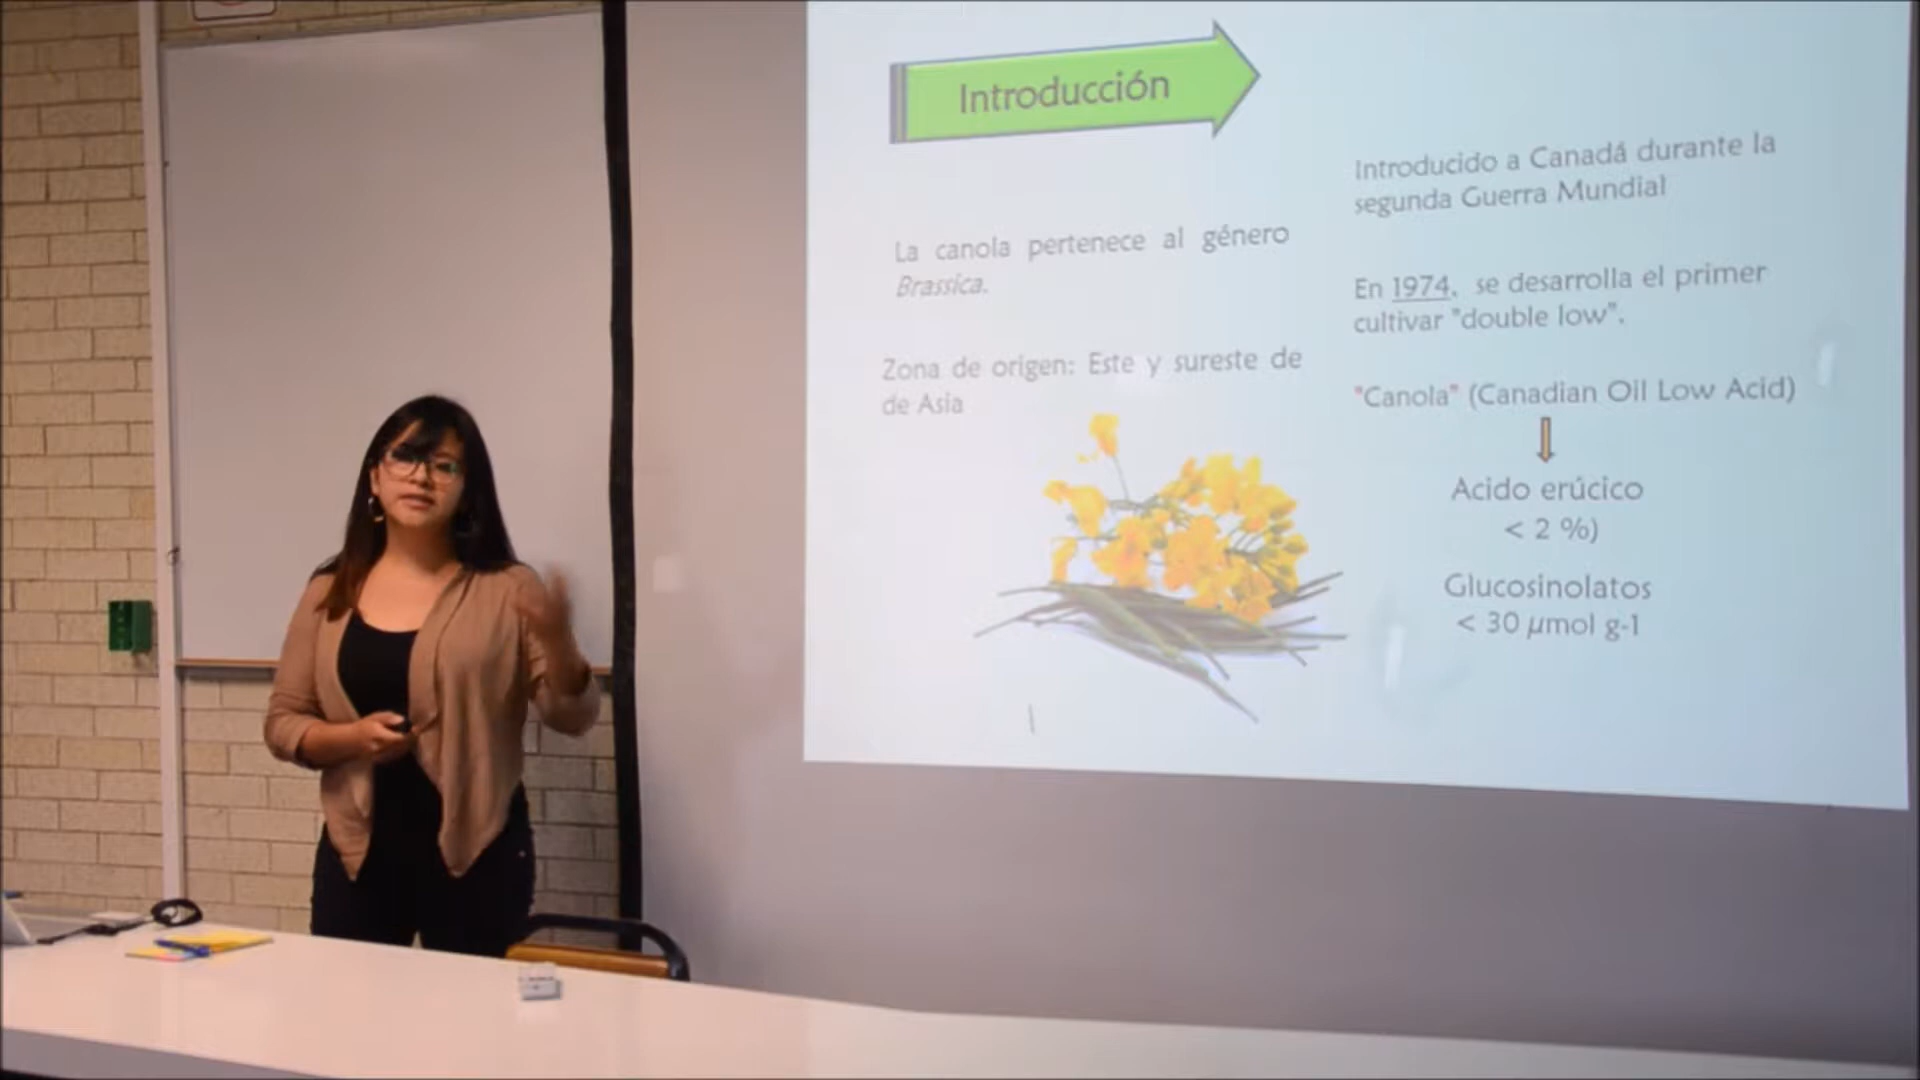 Introducción
La canola pertenece al género
Brassica.
Zona de origen: Este y sureste de
de Asia
Introducido a Canadá durante la
segunda Guerra Mundial
En 1974, se desarrolla el primer
cultivar "double low".
"Canola" (Canadian Oil Low Acid)
Acido erúcico
< 2 %)
Glucosinolatos
< 30 µmol g-1